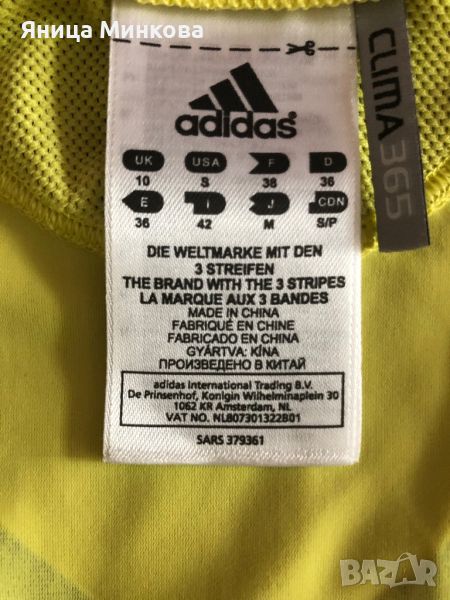 Яница Минкова
CLIMA365
adidas
UK USA F D
10 S 38 36
E I J CDN
36 42 M S/P
DIE WELTMARKE MIT DEN
3 STREIFEN
THE BRAND WITH THE 3 STRIPES
LA MARQUE AUX 3 BANDES
MADE IN CHINA
FABRIQUÉ EN CHINE
FABRICADO EN CHINA
GYÁRTVA: KÍNA
ПРОИЗВЕДЕНО В КИТАЙ
adidas International Trading B.V.
De Prinsenhof, Konigin Wilhelminaplein 30
1062 KR Amsterdam, NL
VAT NO. NL807301322B01
SARS 379361
BAZAR